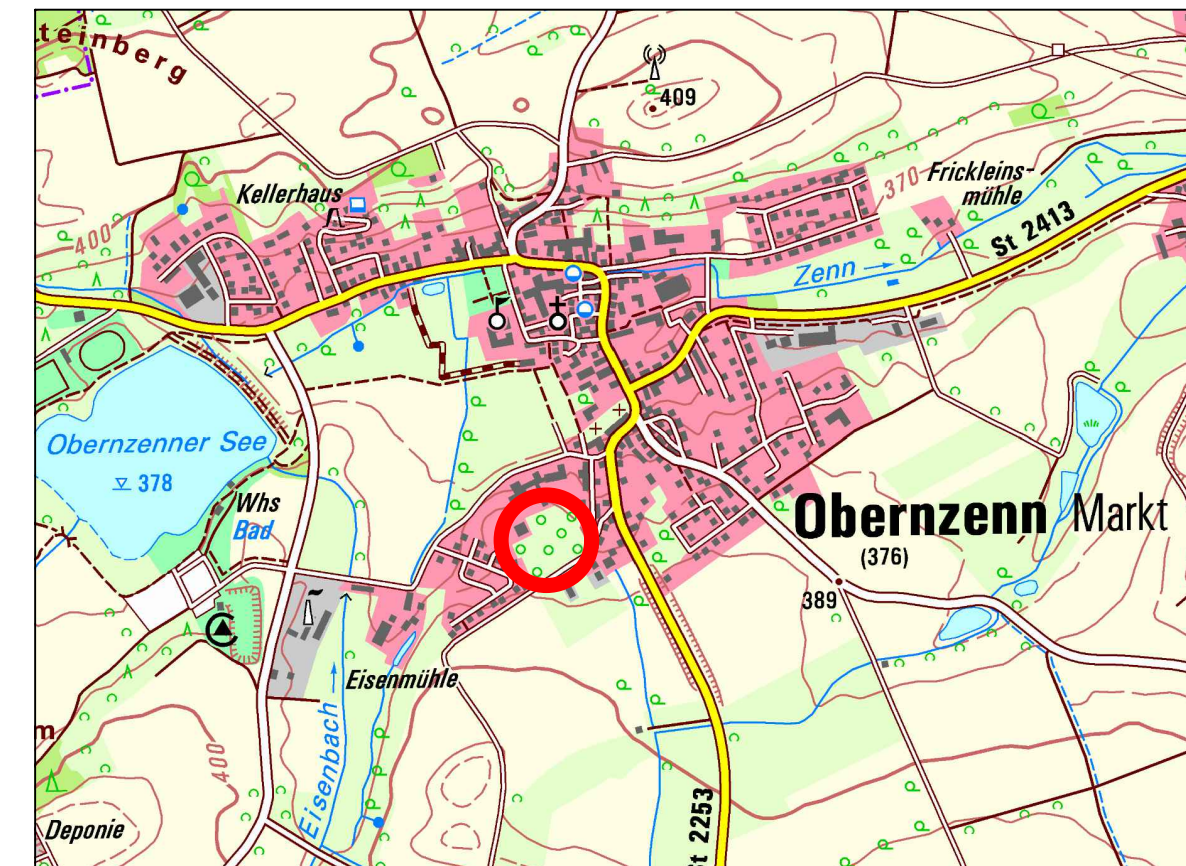 teinberg
409
Kellerhaus
Frickleins-
mühle
370
400
St 2413
Zenn
Obernzenner See
378
Whs
Bad
Obernzenn Markt
(376)
389
Eisenmühle
Eisenbach
400
m
Deponie
St 2253